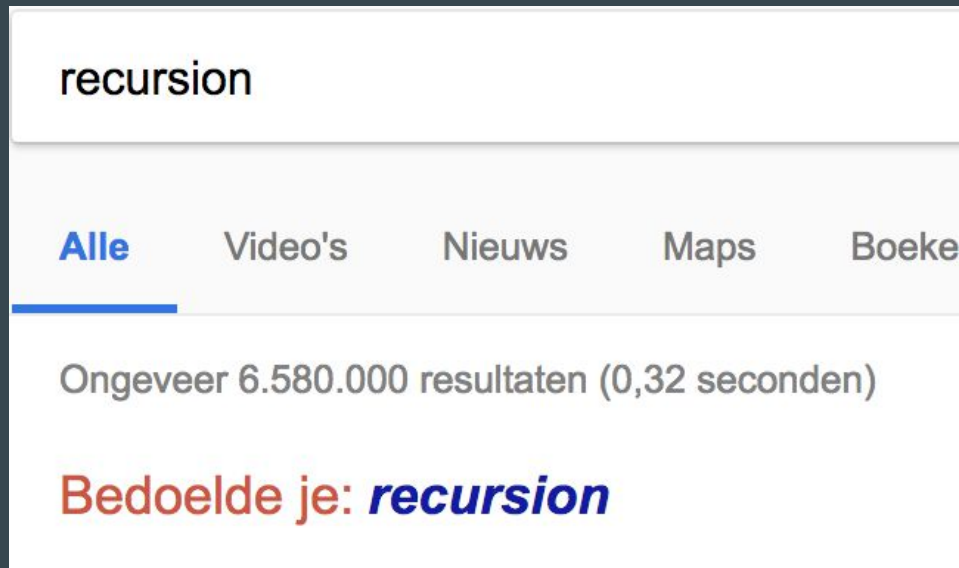 recursion
Alle Video's Nieuws Maps Boeke
Ongeveer 6.580.000 resultaten (0,32 seconden)
Bedoelde je: recursion